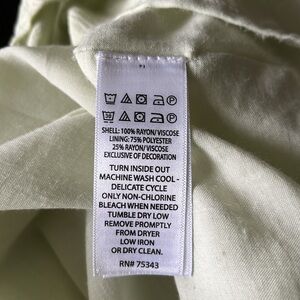 SHELL: 100% RAYON/VISCOSE
LINING: 75% POLYESTER
25% RAYON/VISCOSE
EXCLUSIVE OF DECORATION
TURN INSIDE OUT
MACHINE WASH COOL -
DELICATE CYCLE
ONLY NON-CHLORINE
BLEACH WHEN NEEDED
TUMBLE DRY LOW
REMOVE PROMPTLY
FROM DRYER
LOW IRON
OR DRY CLEAN.
RN# 75343